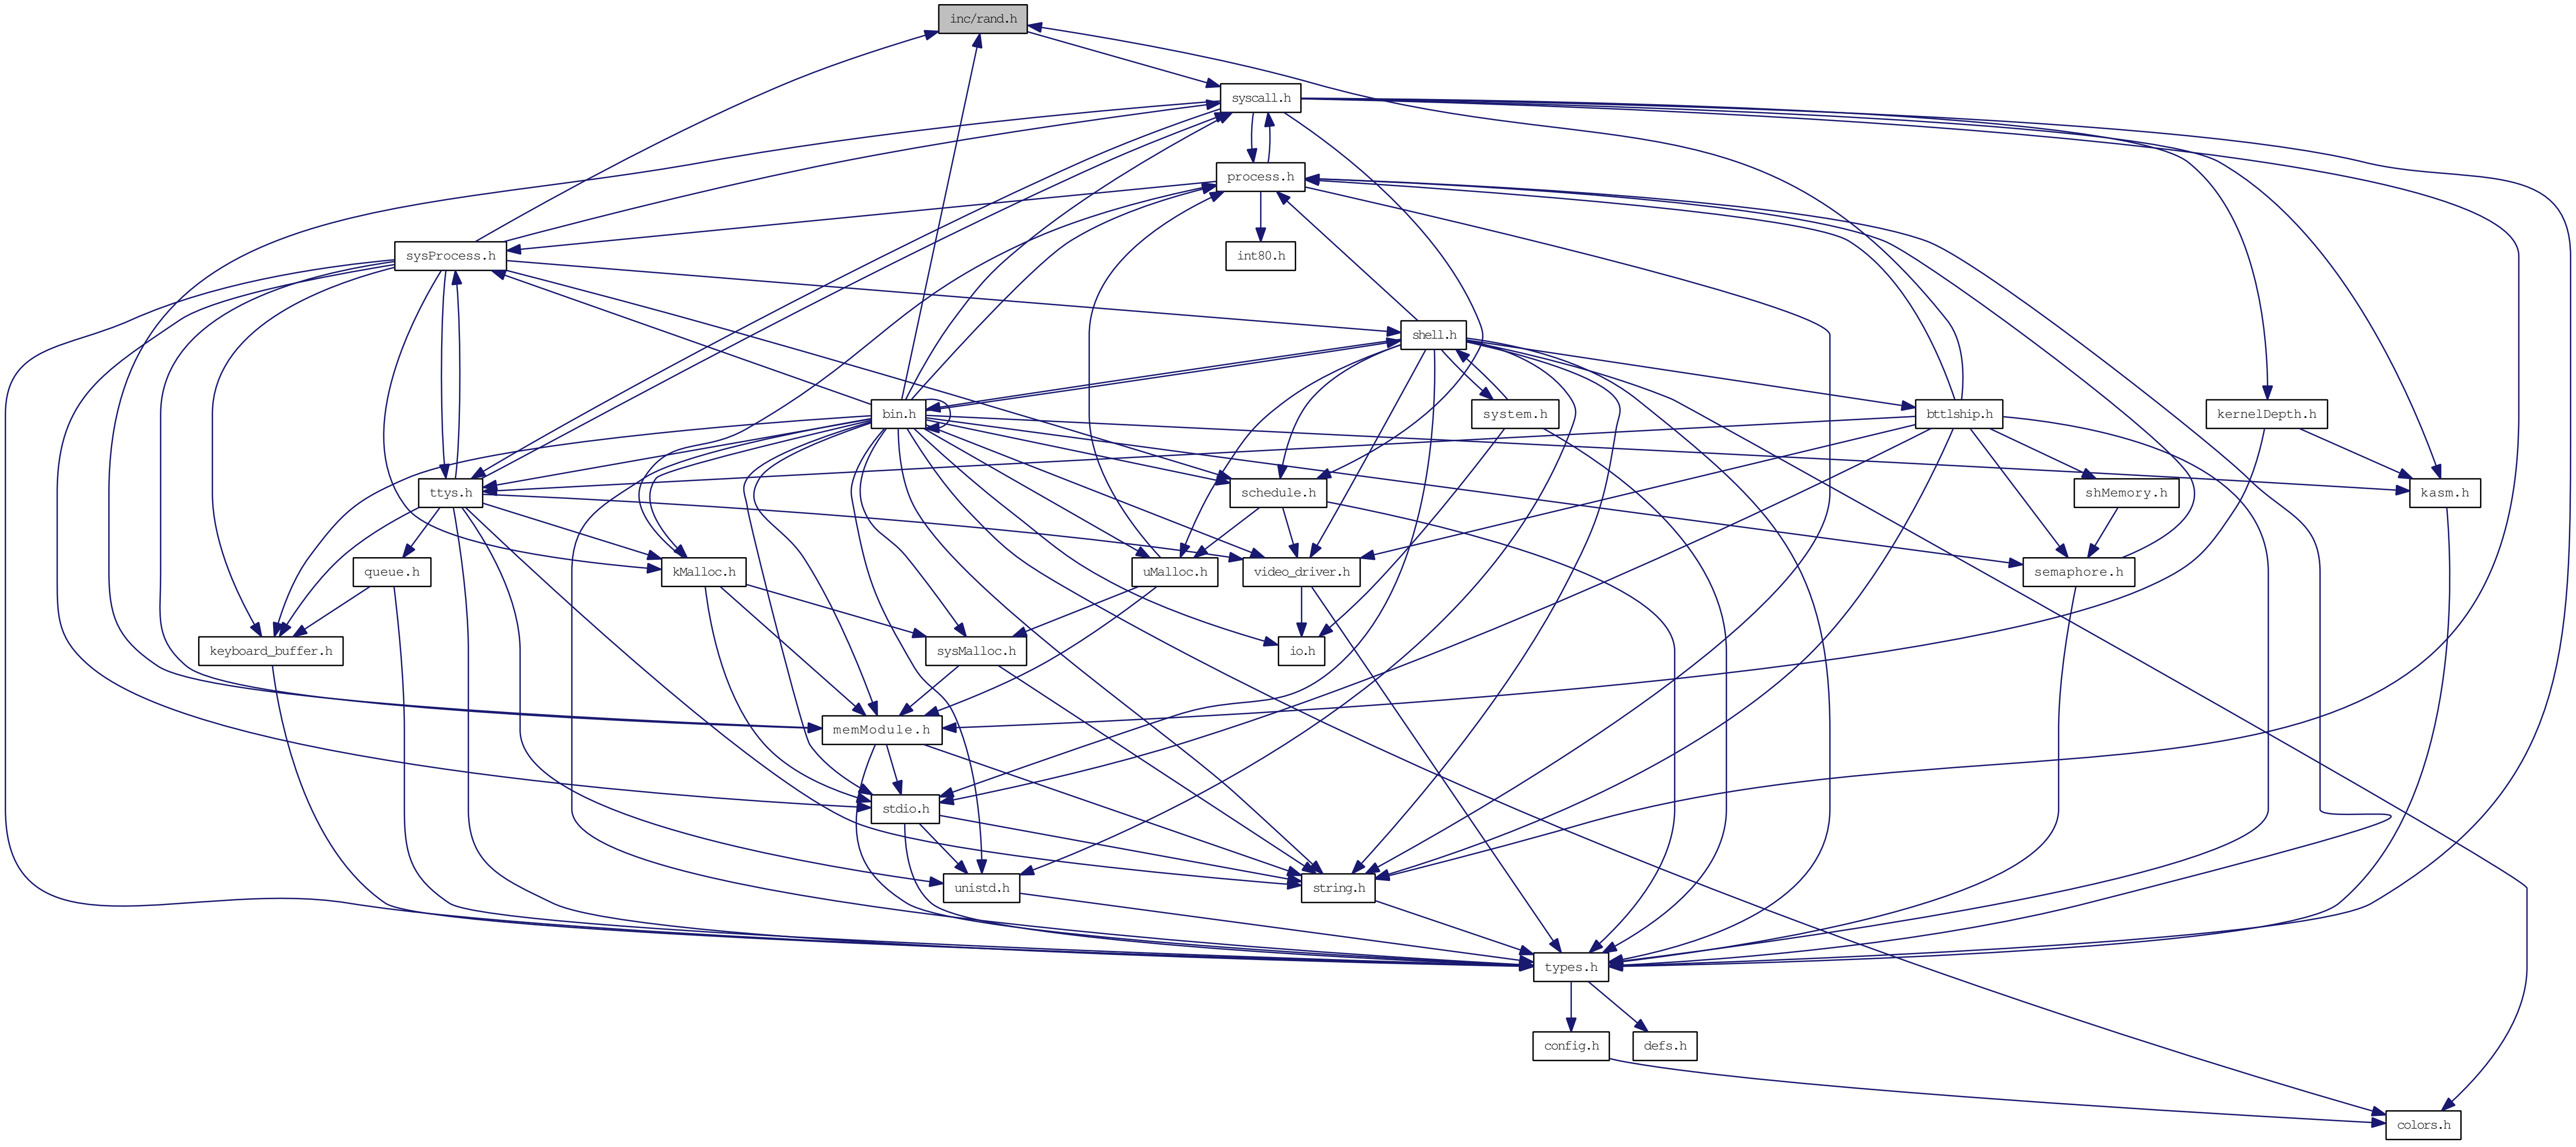 inc/rand.h
syscall.h
process.h
sysProcess.h
int80.h
shell.h
bin.h
system.h
bttlship.h
kernelDepth.h
ttys.h
schedule.h
shMemory.h
kasm.h
queue.h
kMalloc.h
uMalloc.h
video_driver.h
semaphore.h
keyboard_buffer.h
sysMalloc.h
io.h
memModule.h
stdio.h
unistd.h
string.h
types.h
config.h
defs.h
colors.h